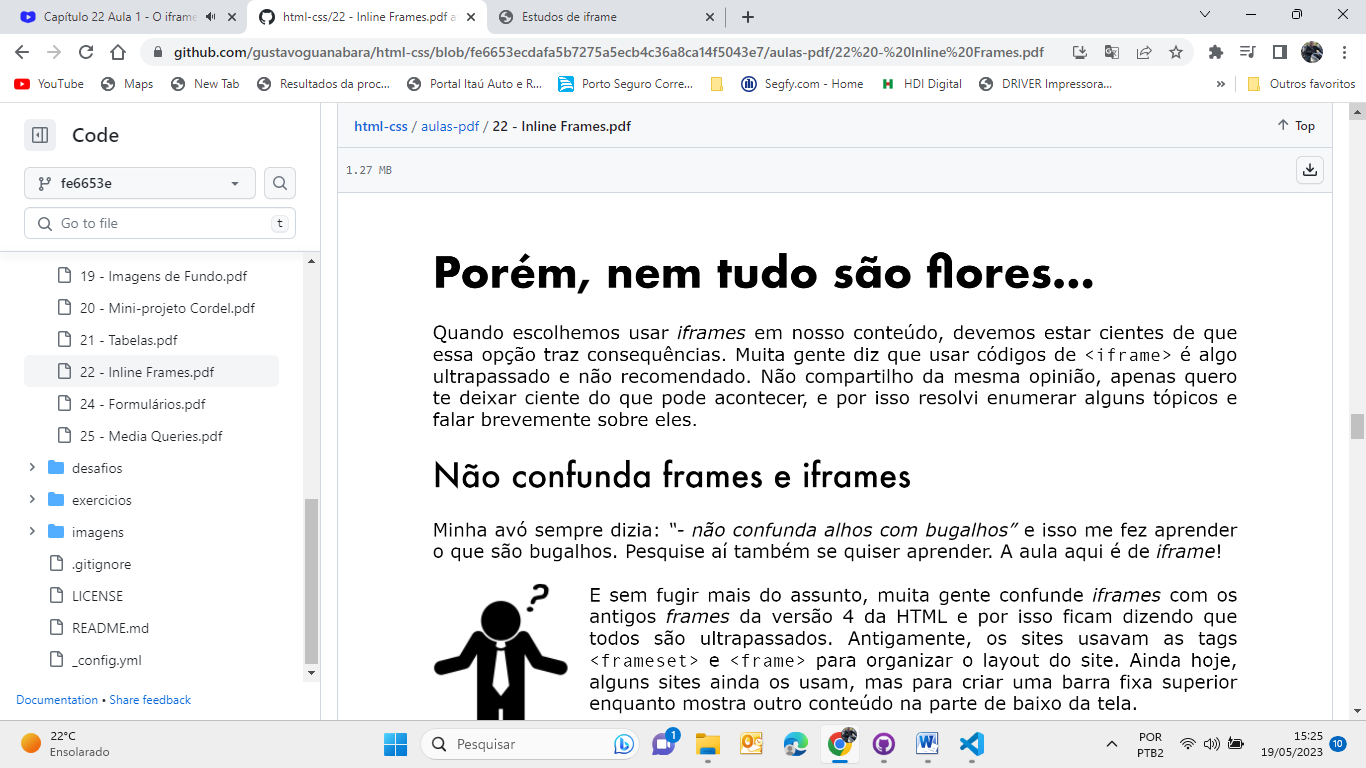 Capítulo 22 Aula 1 - O iframe
html-css/22 - Inline Frames.pdf a
Estudos de iframe
github.com/gustavoguanabara/html-css/blob/fe6653ecdafa5b7275a5ecb4c36a8ca14f5043e7/aulas-pdf/22%20-%20Inline%20Frames.pdf
YouTube Maps New Tab Resultados da proc... Portal Itaú Auto e R... Porto Seguro Corre... Segfy.com - Home HDI Digital DRIVER Impressora... » Outros favoritos
Code
fe6653e
Go to file t
19 - Imagens de Fundo.pdf
20 - Mini-projeto Cordel.pdf
21 - Tabelas.pdf
22 - Inline Frames.pdf
24 - Formulários.pdf
25 - Media Queries.pdf
desafios
exercicios
imagens
.gitignore
LICENSE
README.md
_config.yml
Documentation • Share feedback
html-css / aulas-pdf / 22 - Inline Frames.pdf
Top
1.27 MB
Porém, nem tudo são flores...
Quando escolhemos usar iframes em nosso conteúdo, devemos estar cientes de que
essa opção traz consequências. Muita gente diz que usar códigos de <iframe> é algo
ultrapassado e não recomendado. Não compartilho da mesma opinião, apenas quero
te deixar ciente do que pode acontecer, e por isso resolvi enumerar alguns tópicos e
falar brevemente sobre eles.
Não confunda frames e iframes
Minha avó sempre dizia: “- não confunda alhos com bugalhos” e isso me fez aprender
o que são bugalhos. Pesquise aí também se quiser aprender. A aula aqui é de iframe!
?
E sem fugir mais do assunto, muita gente confunde iframes com os
antigos frames da versão 4 da HTML e por isso ficam dizendo que
todos são ultrapassados. Antigamente, os sites usavam as tags
<frameset> e <frame> para organizar o layout do site. Ainda hoje,
alguns sites ainda os usam, mas para criar uma barra fixa superior
enquanto mostra outro conteúdo na parte de baixo da tela.
22°C
Ensolarado
Pesquisar
1
POR
PTB2
15:25
19/05/2023
10